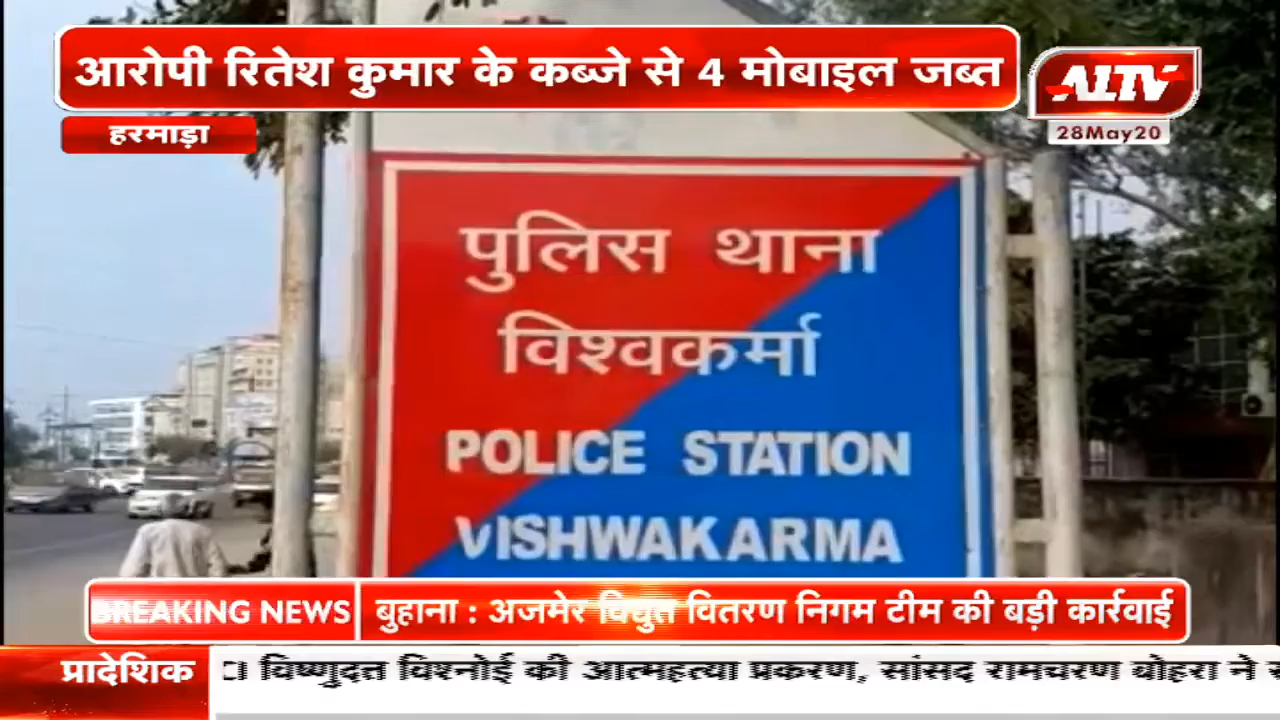 आरोपी रितेश कुमार के कब्जे से 4 मोबाइल जब्त
ALTV
28May20
हरमाड़ा
पुलिस थाना
विश्वकर्मा
POLICE STATION
VISHWAKARMA
BREAKING NEWS
बुहाना : अजमेर विद्युत वितरण निगम टीम की बड़ी कार्रवाई
प्रादेशिक
विष्णुदत विश्नोई की आत्महत्या प्रकरण, सांसद रामचरण बोहरा ने